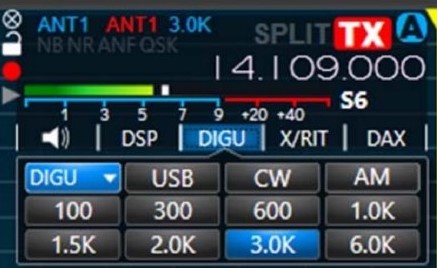 ANT1 ANT1 3.0K SPLIT TX A
NB NR ANF QSK
14.109.000
S6
1 3 5 7 9 +20 +40
DSP DIGU X/RIT DAX
DIGU USB CW AM
100 300 600 1.0K
1.5K 2.0K 3.0K 6.0K